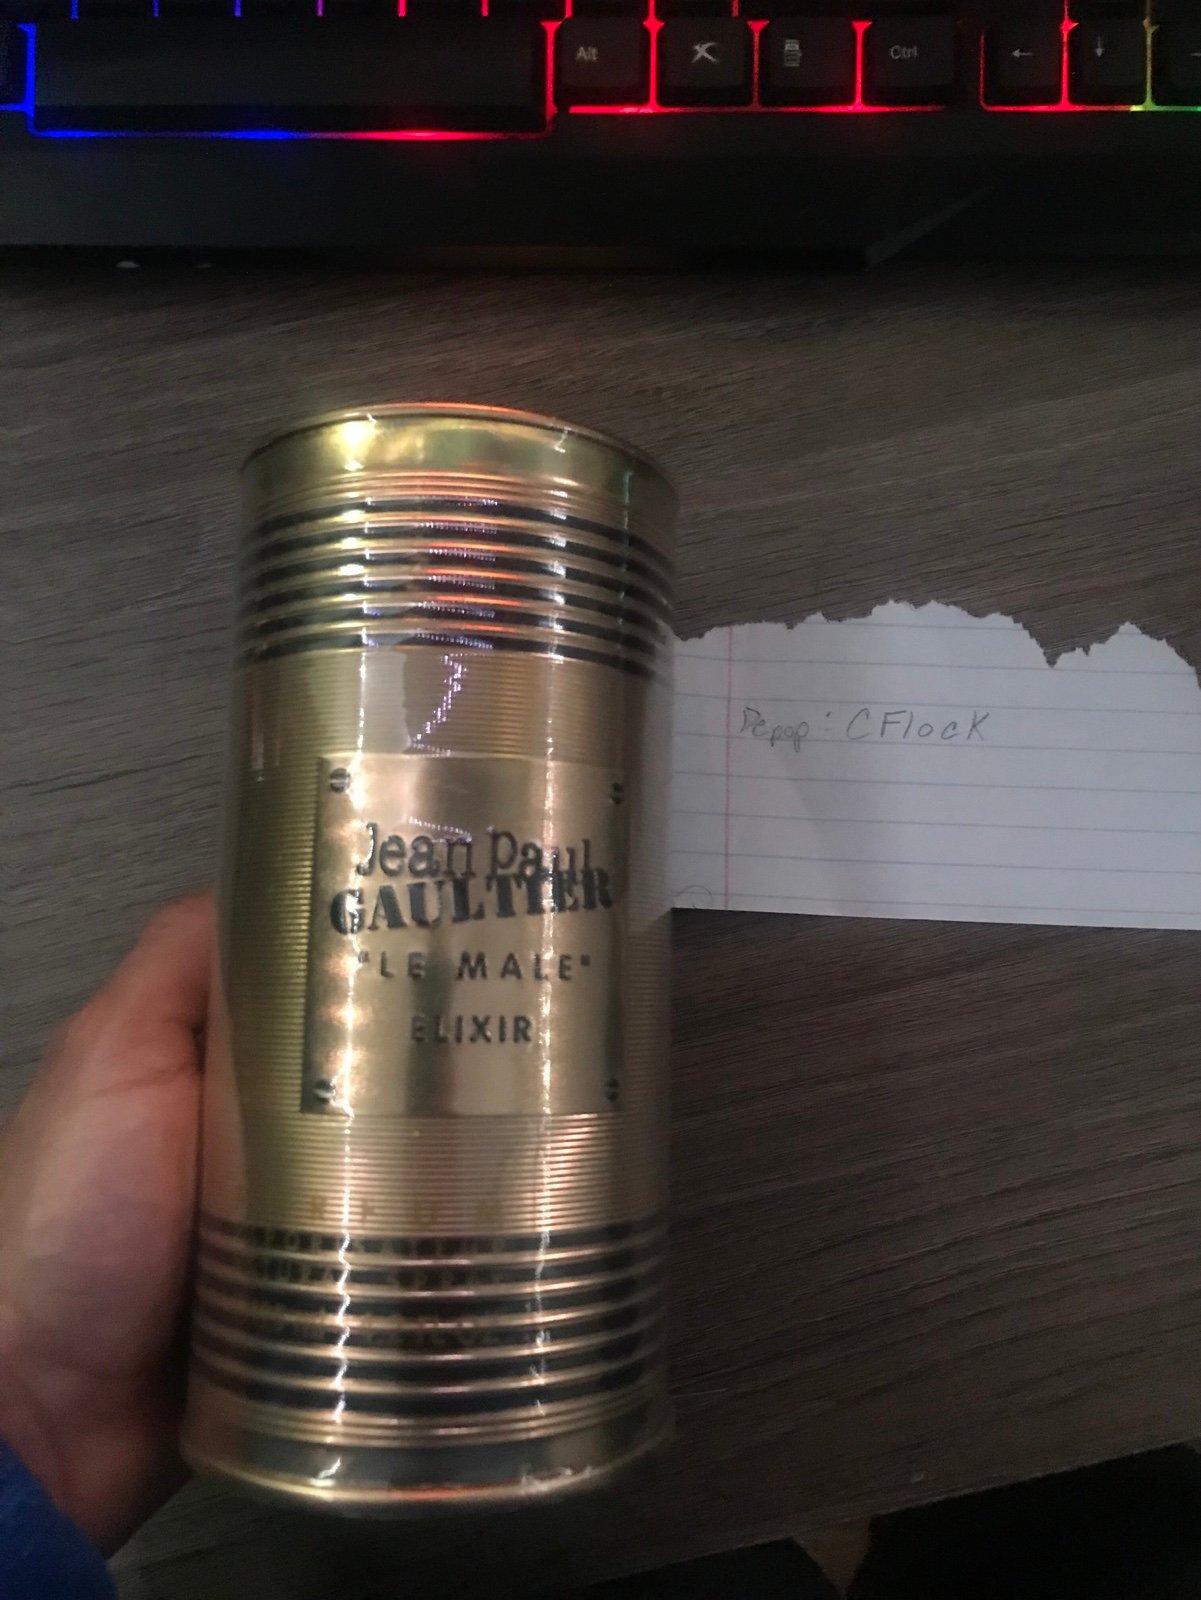 Alt
Ctrl
←
↓
Depop: CFlock
Jean Paul
GAULTIER
"LE MALE"
ELIXIR